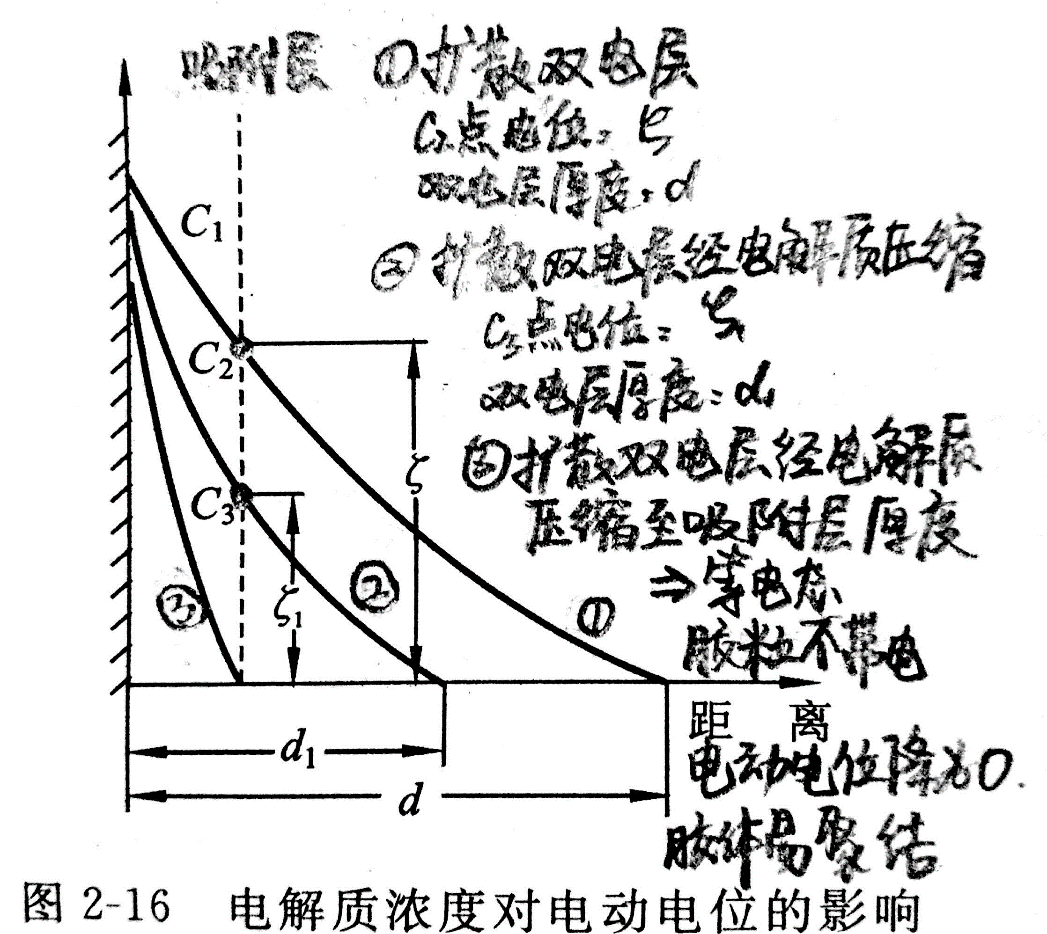 吸附层
①扩散双电层
C₂点电位:ζ
双电层厚度:d
②扩散双电层经电解质压缩
C₃点电位:ζ₁
双电层厚度:d₁
③扩散双电层经电解质
压缩至吸附层厚度
⇒等电态
胶粒不带电
电动电位降为0.
胶体易聚结
C₁
C₂
C₃
ζ
ζ₁
③
②
①
距 离
d₁
d
图 2-16 电解质浓度对电动电位的影响